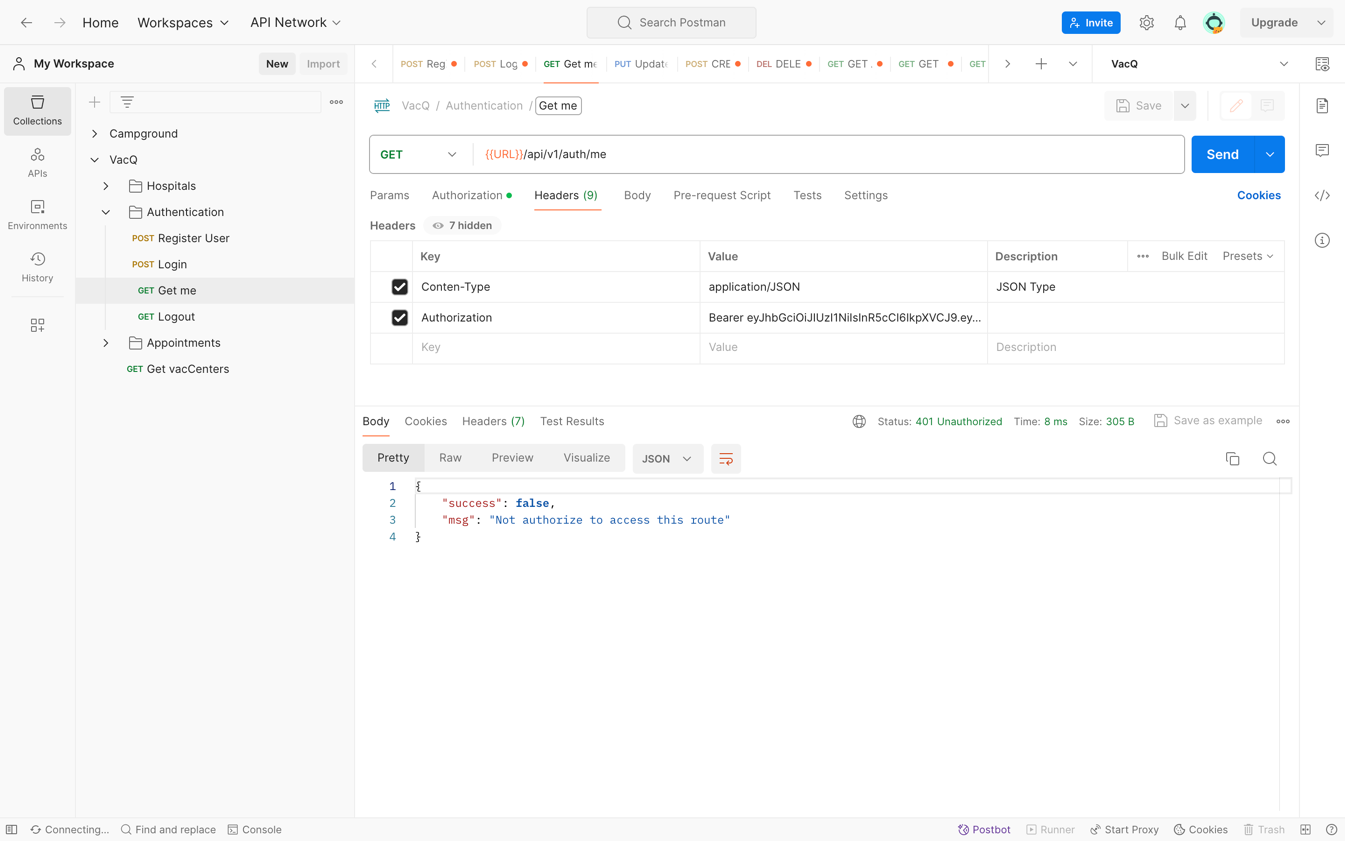 Home Workspaces API Network Search Postman Invite Upgrade
My Workspace New Import POST Reg POST Log GET Get me PUT Update POST CRE DEL DELE GET GET . GET GET GET VacQ
Collections
APIs
Environments
History
Campground
VacQ
Hospitals
Authentication
POST Register User
POST Login
GET Get me
GET Logout
Appointments
GET Get vacCenters
HTTP VacQ / Authentication / Get me Save
GET {{URL}}/api/v1/auth/me Send
Params Authorization Headers (9) Body Pre-request Script Tests Settings Cookies
Headers 7 hidden
Key Value Description Bulk Edit Presets
Conten-Type application/JSON JSON Type
Authorization Bearer eyJhbGciOiJIUzI1NiIsInR5cCI6IkpXVCJ9.ey...
Key Value Description
Body Cookies Headers (7) Test Results Status: 401 Unauthorized Time: 8 ms Size: 305 B Save as example
Pretty Raw Preview Visualize JSON
1 {
2 "success": false,
3 "msg": "Not authorize to access this route"
4 }
Connecting... Find and replace Console Postbot Runner Start Proxy Cookies Trash